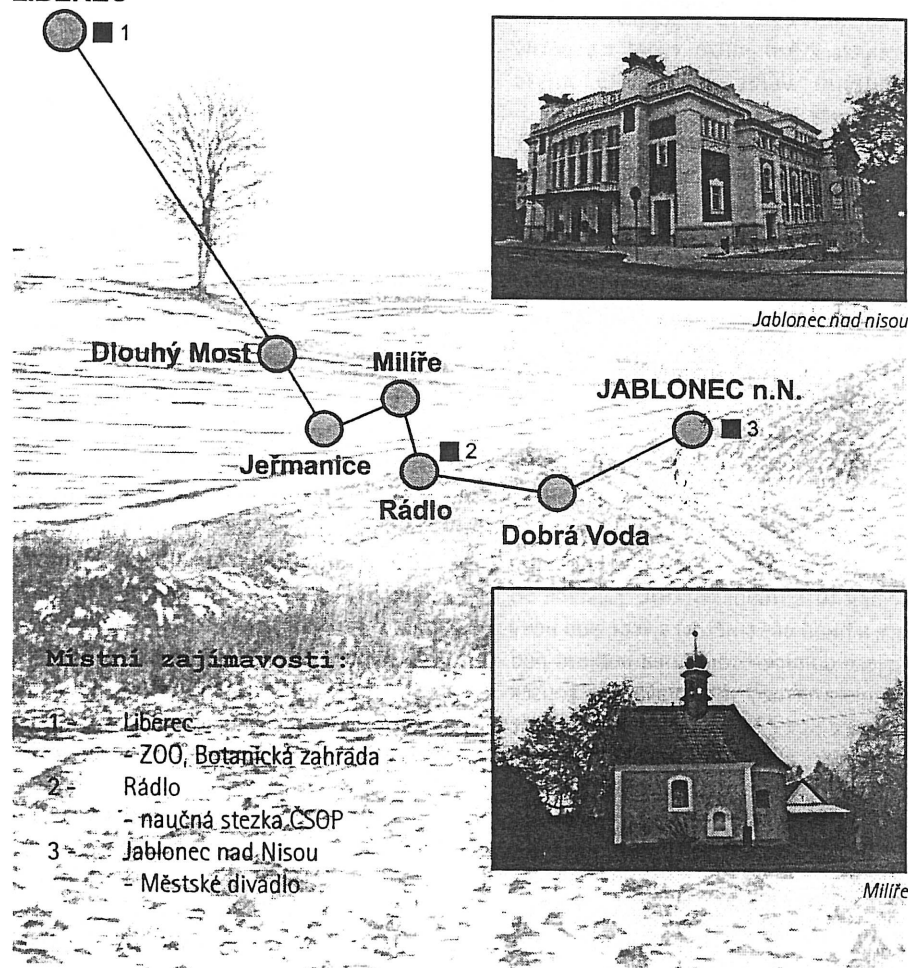 1
Jablonec nad nisou
Dlouhý Most
Milíře
JABLONEC n.N.
3
Jeřmanice
2
Rádlo
Dobrá Voda
Místní zajímavosti:
1 - Liberec
- ZOO, Botanická zahrada
2 - Rádlo
- naučná stezka ČSOP
3 - Jablonec nad Nisou
- Městské divadlo
Milíře